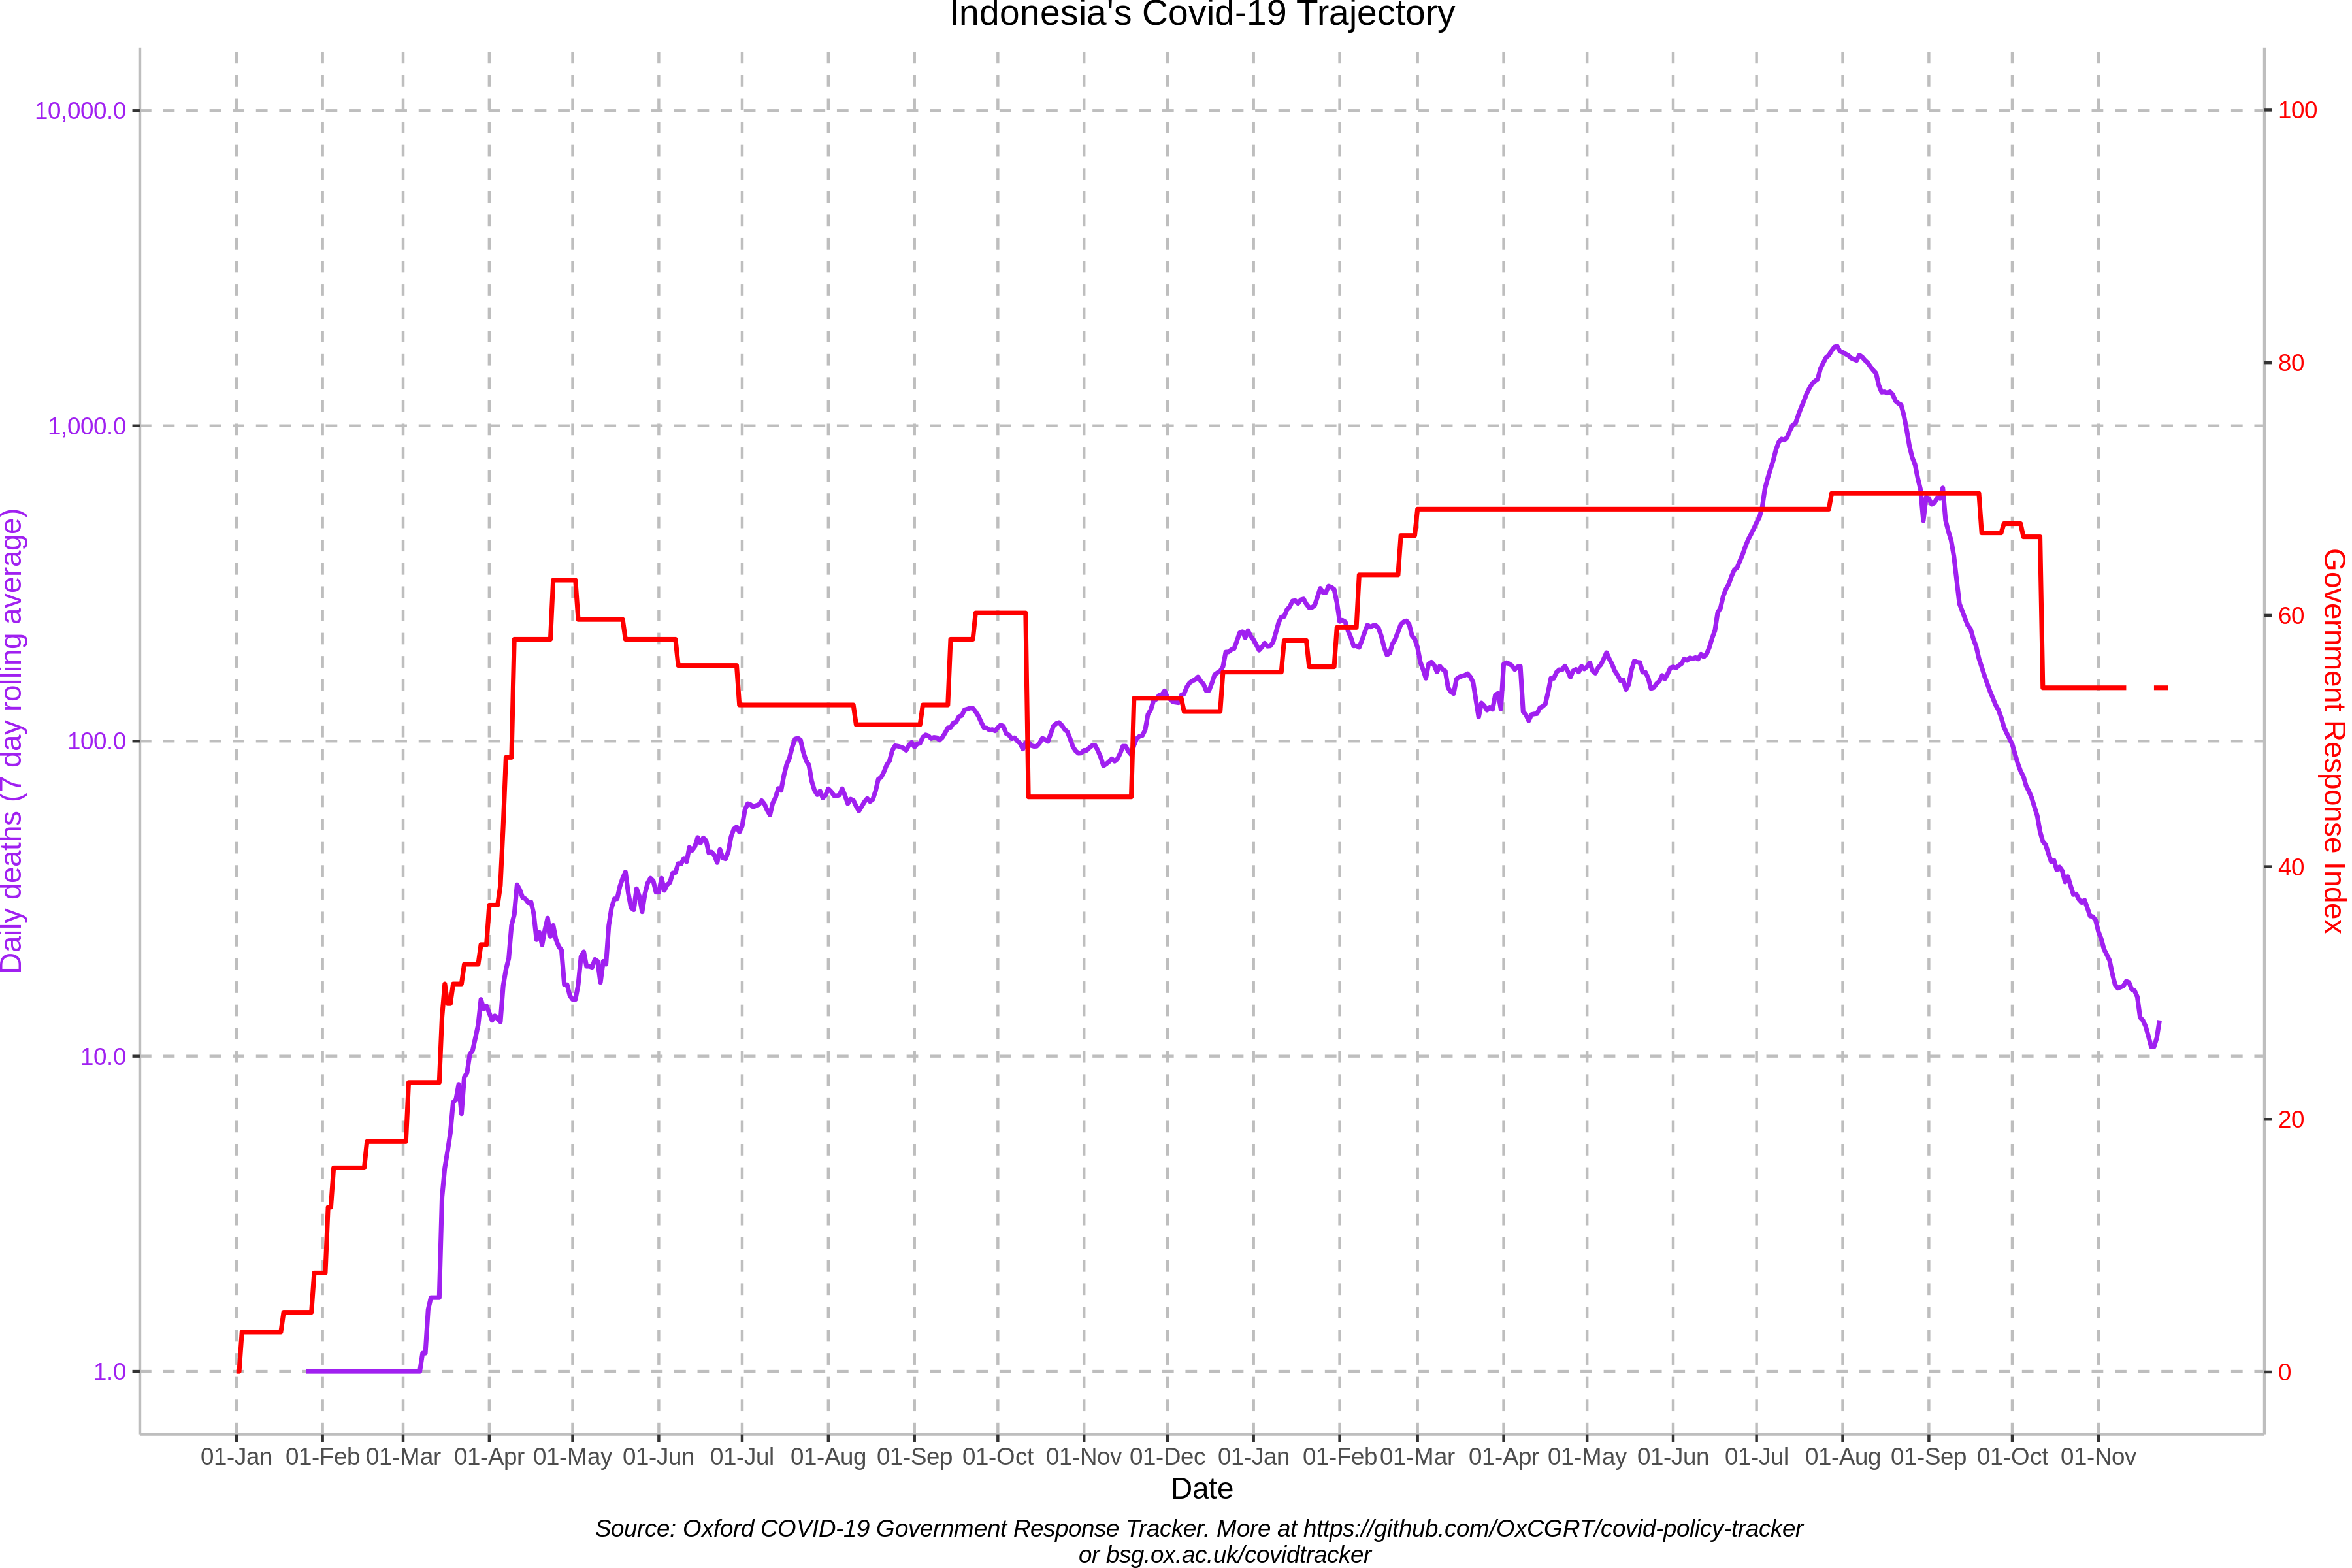 Indonesia's Covid-19 Trajectory
10,000.0
1,000.0
100.0
10.0
1.0
Daily deaths (7 day rolling average)
100
80
60
40
20
0
Government Response Index
01-Jan 01-Feb 01-Mar 01-Apr 01-May 01-Jun 01-Jul 01-Aug 01-Sep 01-Oct 01-Nov 01-Dec 01-Jan 01-Feb 01-Mar 01-Apr 01-May 01-Jun 01-Jul 01-Aug 01-Sep 01-Oct 01-Nov
Date
Source: Oxford COVID-19 Government Response Tracker. More at https://github.com/OxCGRT/covid-policy-tracker
or bsg.ox.ac.uk/covidtracker